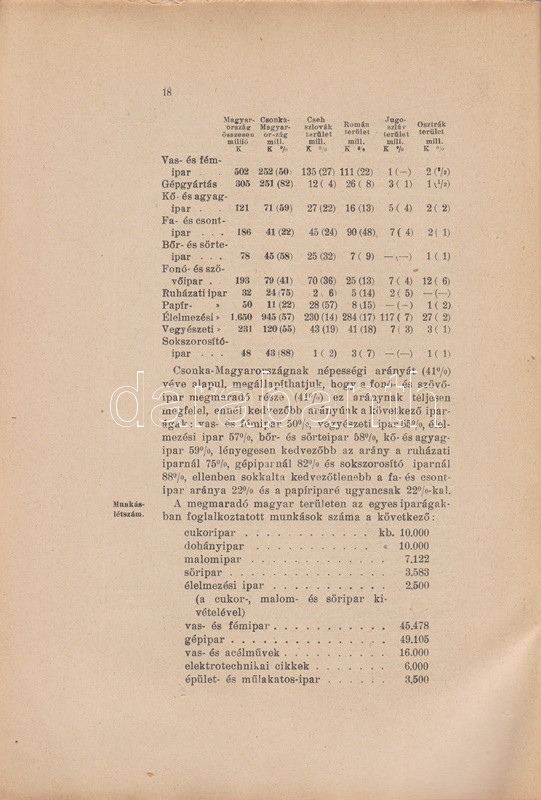 18
Magyar- Csonka- Cseh Jugo- Osztrák
ország Magyar- szlovák Román szláv terület
összesen or-zág terület terület terület mill.
millió mill. mill. mill. mill.
K K % K % K % K % K %
Vas- és fém-
ipar 502 252 (50) 135 (27) 111 (22) 1 (—) 2 (1/2)
Gépgyártás 305 251 (82) 12 ( 4) 26 ( 8) 3 ( 1) 1 (1/2)
Kő- és agyag-
ipar . . 121 71 (59) 27 (22) 16 (13) 5 ( 4) 2 ( 2)
Fa- és csont-
ipar . . . 186 41 (22) 45 (24) 90 (48) 7 ( 4) 2 ( 1)
Bőr- és sörte-
ipar . . . 78 45 (58) 25 (32) 7 ( 9) — (—) 1 ( 1)
Fonó- és szö-
vőipar . 193 79 (41) 70 (36) 25 (13) 7 ( 4) 12 ( 6)
Ruházati ipar 32 24 (75) 2 ( 6) 5 (14) 2 ( 5) — (—)
Papír- » 50 11 (22) 28 (57) 8 (15) — (—) 1 ( 2)
Élelmezési » 1.650 945 (57) 230 (14) 284 (17) 117 ( 7) 27 ( 2)
Vegyészeti » 231 120 (55) 43 (19) 41 (18) 7 ( 3) 3 ( 1)
Sokszorosító-
ipar . . . 48 43 (88) 1 ( 2) 3 ( 7) — (—) 1 ( 1)
Csonka-Magyarországnak népességi arányát (41%)
véve alapul, megállapíthatjuk, hogy a fonó- és szövő-
ipar megmaradó része (41%) ez aránynak teljesen
megfelel, ennél kedvezőbb arányunk a következő ipar-
ágak: vas- és fémipar 50%, vegyészeti ipar 55%, élel-
mezési ipar 57%, bőr- és sörteipar 58%, kő- és agyag-
ipar 59%, lényegesen kedvezőbb az arány a ruházati
iparnál 75%, gépiparnál 82% és sokszorosító iparnál
88%, ellenben sokkalta kedvezőtlenebb a fa- és csont-
ipar aránya 22% és a papíriparé ugyancsak 22%-kal.
Munkás-
létszám.
A megmaradó magyar területen az egyes iparágak-
ban foglalkoztatott munkások száma a következő:
cukoripar . . . . . . . . . . kb. 10.000
dohányipar . . . . . . . . . « 10.000
malomipar . . . . . . . . . . 7.122
söripar . . . . . . . . . . . 3.583
élelmezési ipar . . . . . . . . 2,500
(a cukor-, malom- és söripar ki-
vételével)
vas- és fémipar . . . . . . . . 45.478
gépipar . . . . . . . . . . . 49.105
vas- és acélművek . . . . . . . 16.000
elektrotechnikai cikkek . . . . . 6,000
épület- és műlakatos-ipar . . . . 3,500
darabanth